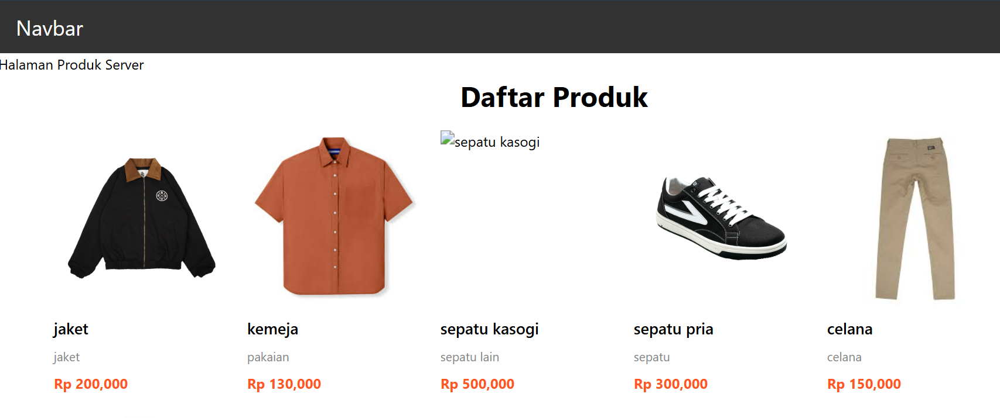 Navbar
Halaman Produk Server
Daftar Produk
sepatu kasogi
jaket
kemeja
sepatu kasogi
sepatu pria
celana
jaket
pakaian
sepatu lain
sepatu
celana
Rp 200,000
Rp 130,000
Rp 500,000
Rp 300,000
Rp 150,000